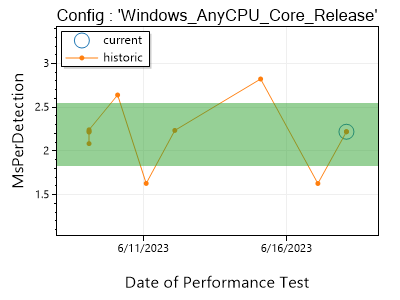 Config : 'Windows_AnyCPU_Core_Release'
current
historic
MsPerDetection
3
2.5
2
1.5
6/11/2023
6/16/2023
Date of Performance Test